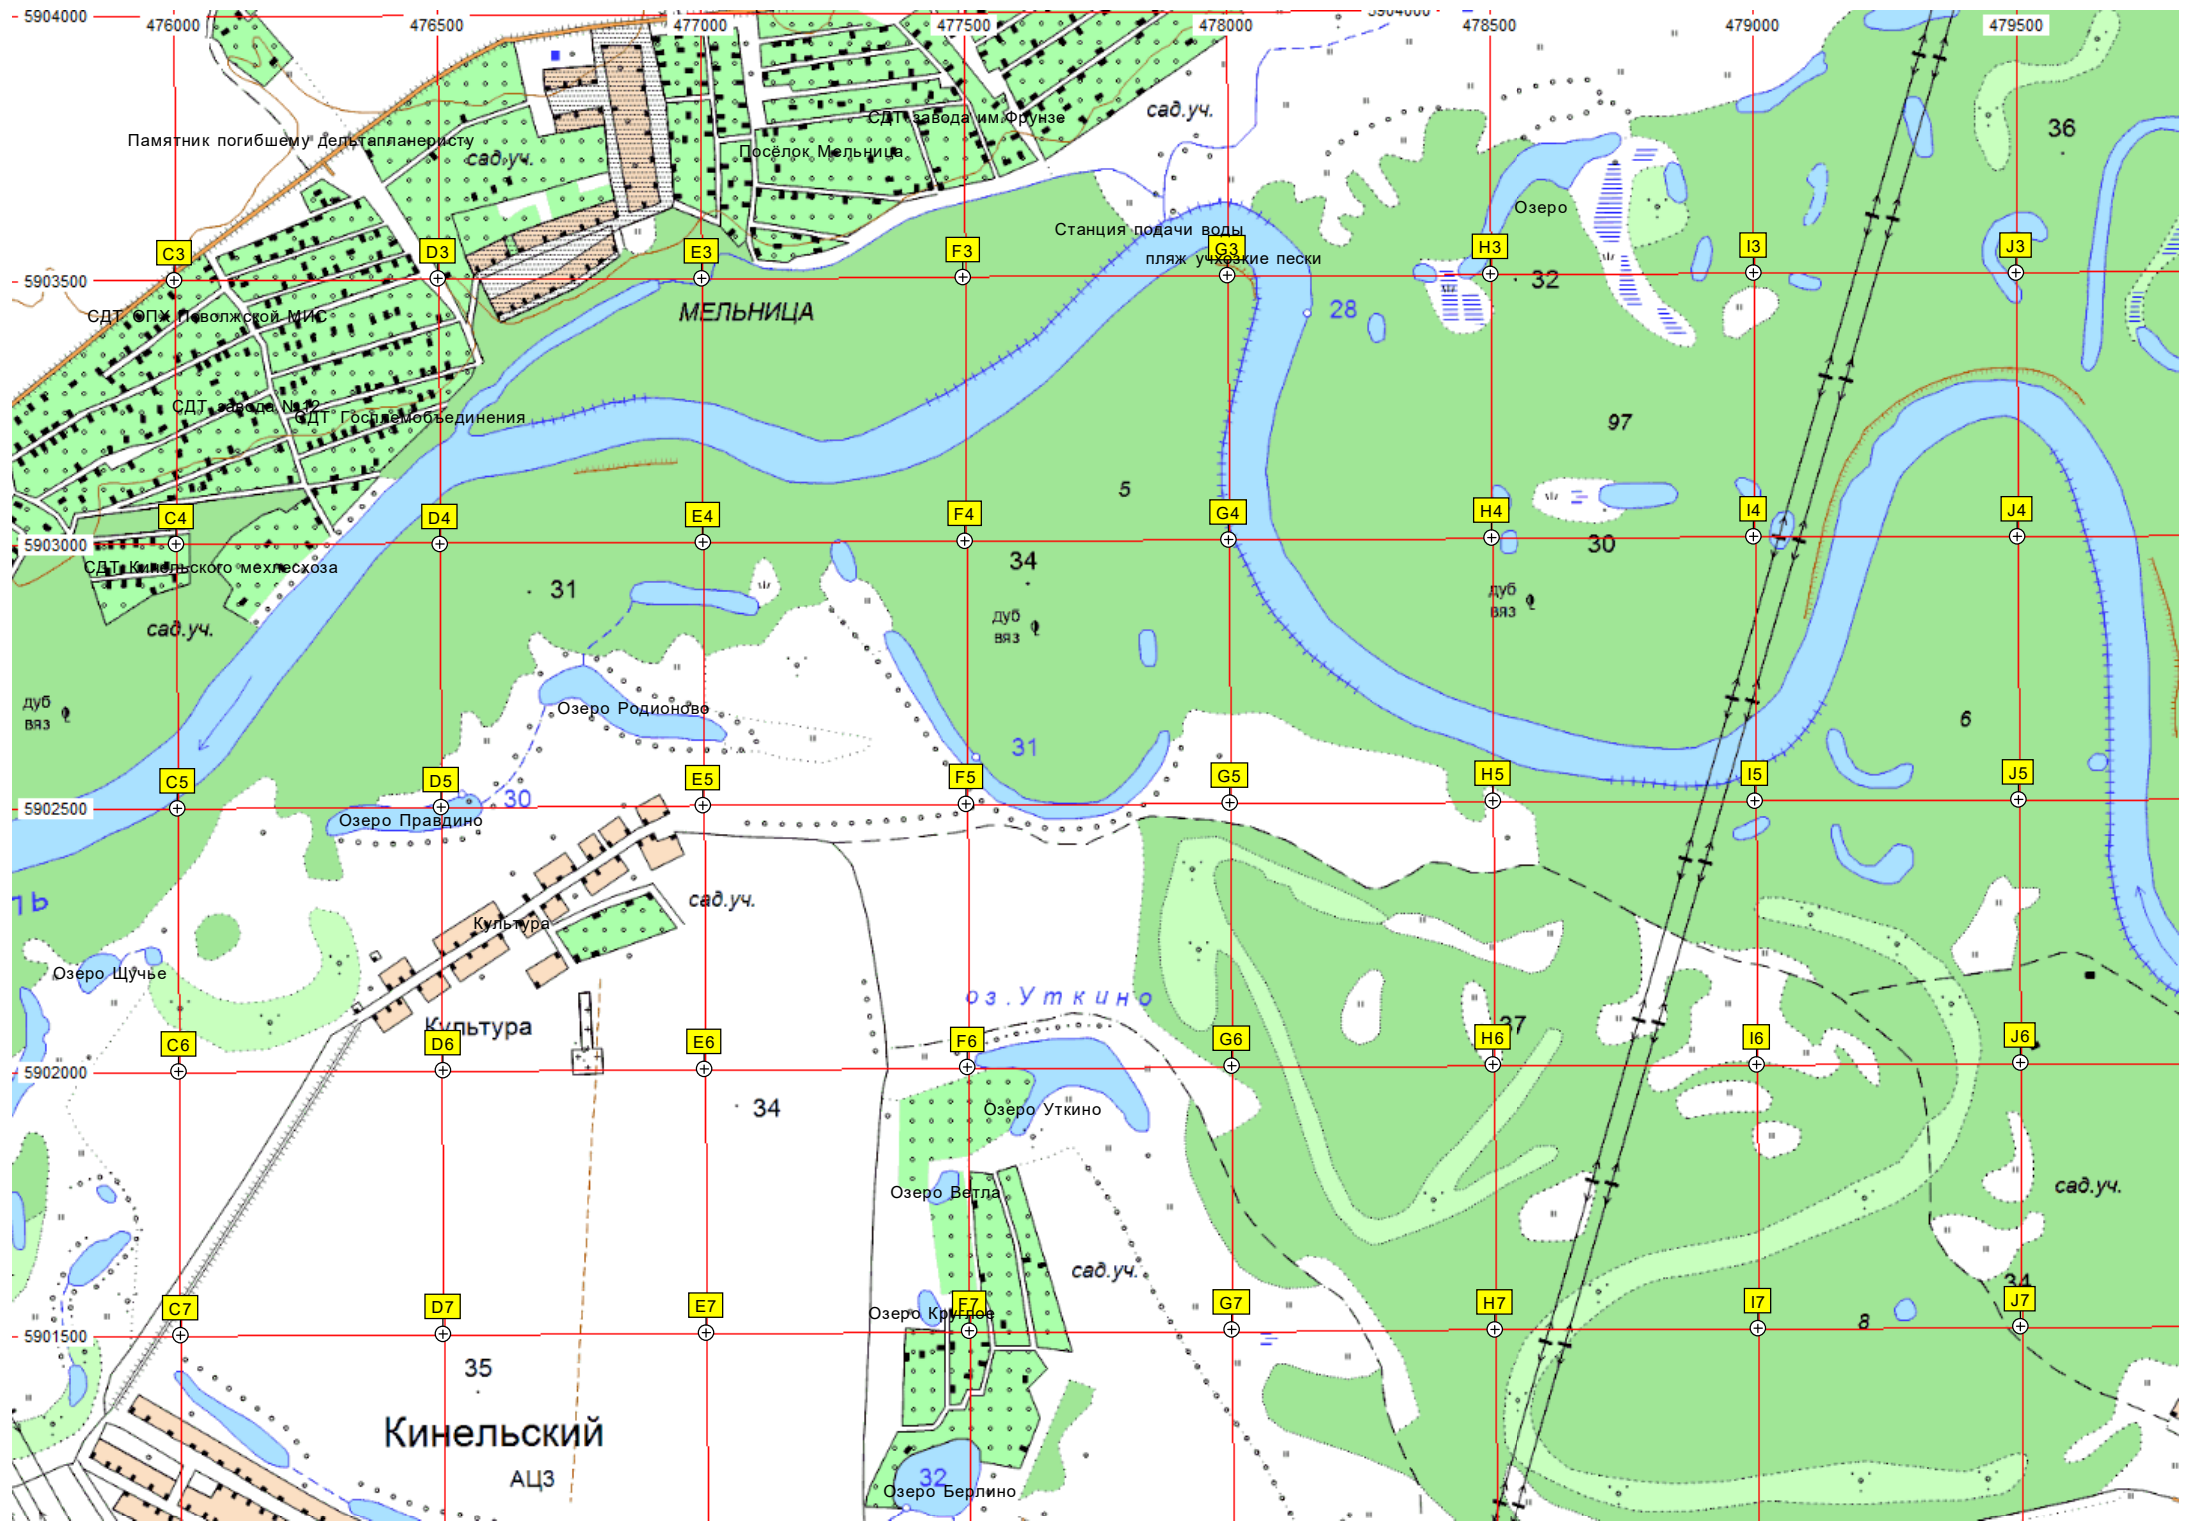 5904000
476000
476500
477000
477500
478000
5904000
478500
479000
479500
Памятник погибшему дельтапланеристу
сад.уч.
СДТ завода им.Фрунзе
Посёлок Мельница
сад.уч.
36
Озеро
Станция подачи воды
пляж учхозкие пески
C3
D3
E3
F3
G3
H3
I3
J3
5903500
32
28
МЕЛЬНИЦА
СДТ ОПХ Поволжской МИС
СДТ завода №12
СДТ Госплемобъединения
97
5
C4
D4
E4
F4
G4
H4
I4
J4
5903000
30
СДТ Кинельского мехлесхоза
31
34
дуб
вяз
дуб
вяз
сад.уч.
дуб
вяз
Озеро Родионово
6
31
C5
D5
E5
F5
G5
H5
I5
J5
5902500
30
Озеро Правдино
сад.уч.
ЛЬ
Культура
Озеро Щучье
оз.Уткино
Культура
37
C6
D6
E6
F6
G6
H6
I6
J6
5902000
34
Озеро Уткино
Озеро Ветла
сад.уч.
сад.уч.
34
C7
D7
E7
F7
G7
H7
I7
J7
Озеро Круглое
8
5901500
35
Кинельский
АЦЗ
32
Озеро Берлино